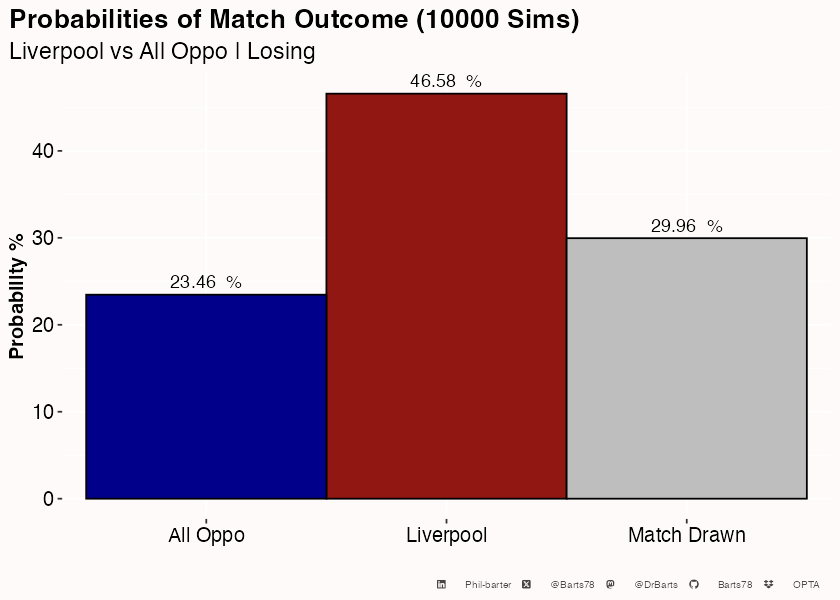 Probabilities of Match Outcome (10000 Sims)
Liverpool vs All Oppo | Losing
46.58 %
40
29.96 %
30
23.46 %
Probability %
20
10
0
All Oppo Liverpool Match Drawn
Phil-barter @Barts78 @DrBarts Barts78 OPTA